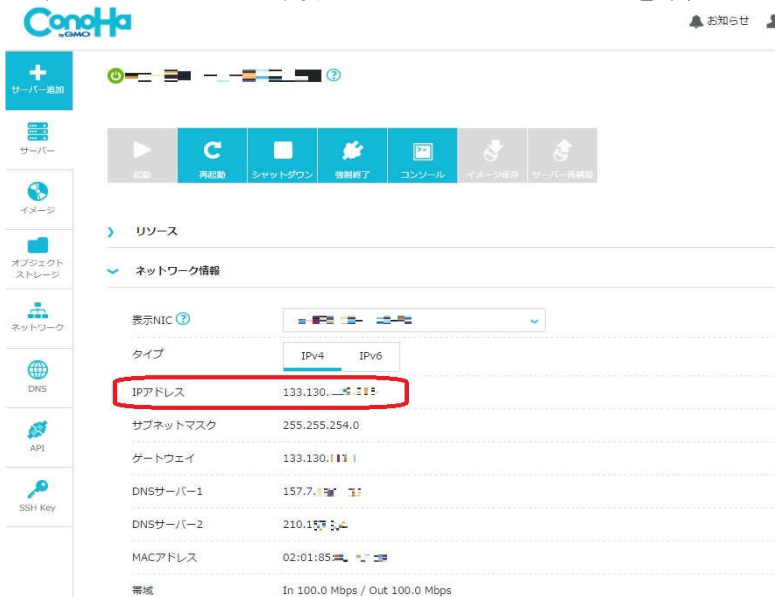 ConoHa
by GMO
お知らせ
サーバー追加
サーバー
イメージ
オブジェクト
ストレージ
ネットワーク
DNS
API
SSH Key
起動
再起動
シャットダウン
強制終了
コンソール
イメージ保存
サーバー再構築
リソース
ネットワーク情報
表示NIC ?
タイプ IPv4 IPv6
IPアドレス 133.130.
サブネットマスク 255.255.254.0
ゲートウェイ 133.130.
DNSサーバー1 157.7.
DNSサーバー2 210.1
MACアドレス 02:01:85:
帯域 In 100.0 Mbps / Out 100.0 Mbps